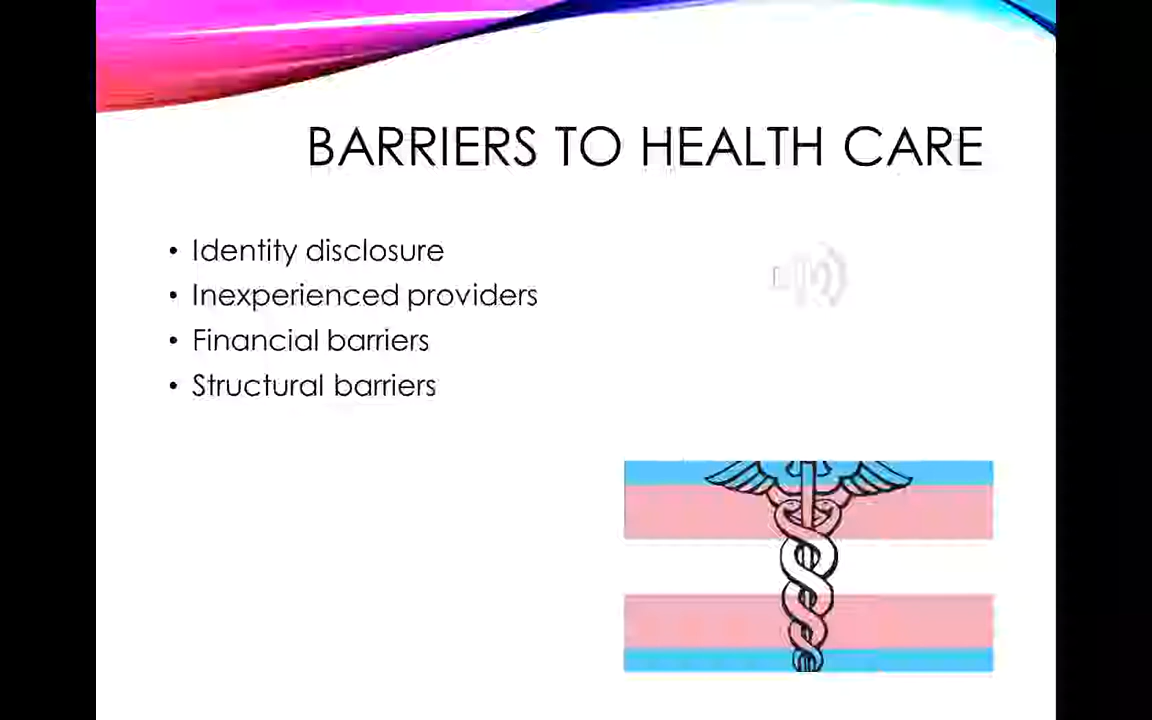 BARRIERS TO HEALTH CARE
• Identity disclosure
• Inexperienced providers
• Financial barriers
• Structural barriers